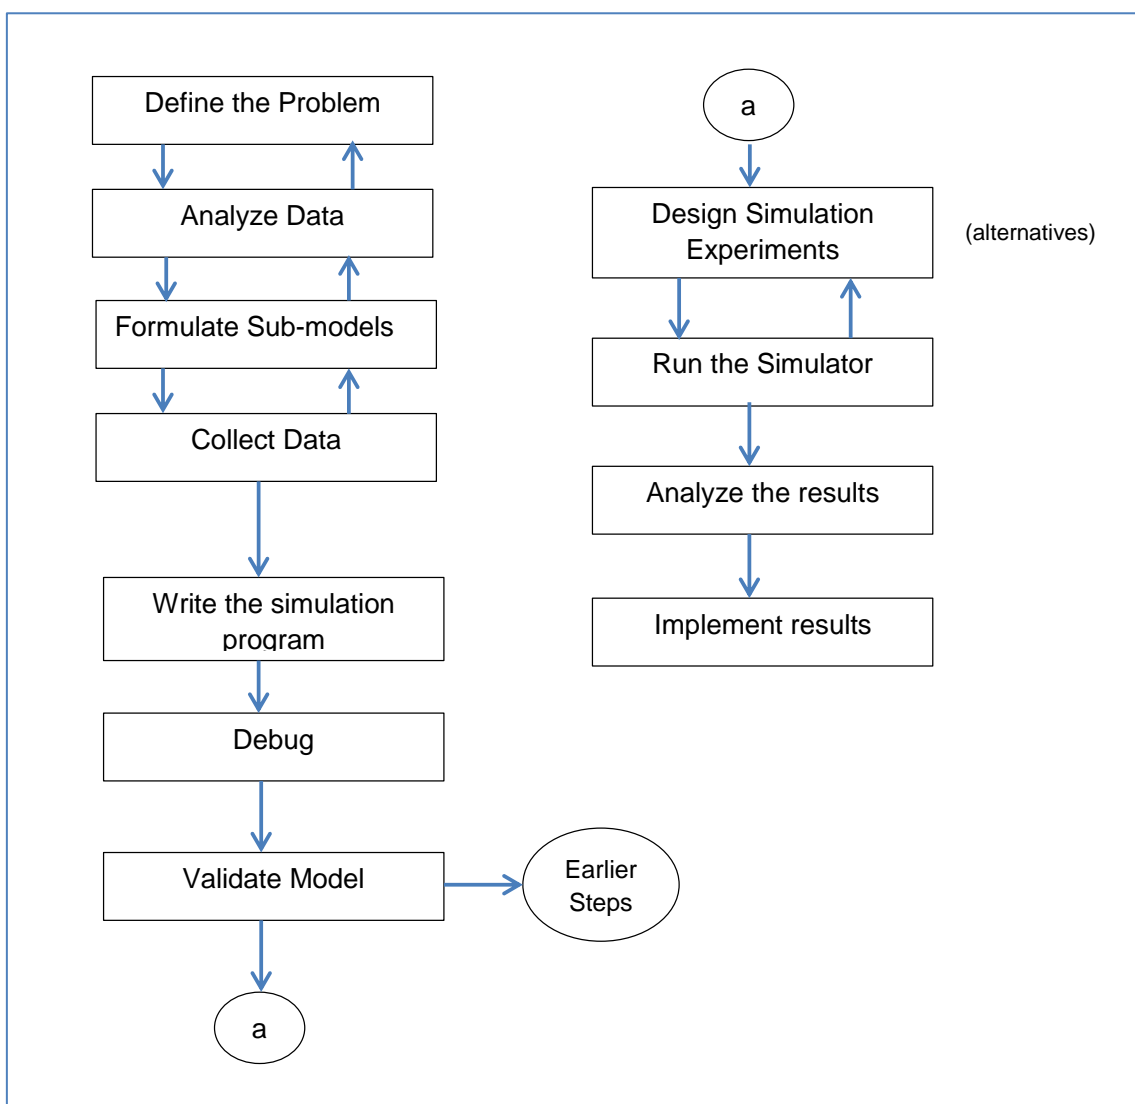 Define the Problem
Analyze Data
Formulate Sub-models
Collect Data
Write the simulation
program
Debug
Validate Model
Earlier
Steps
a
a
Design Simulation
Experiments
(alternatives)
Run the Simulator
Analyze the results
Implement results